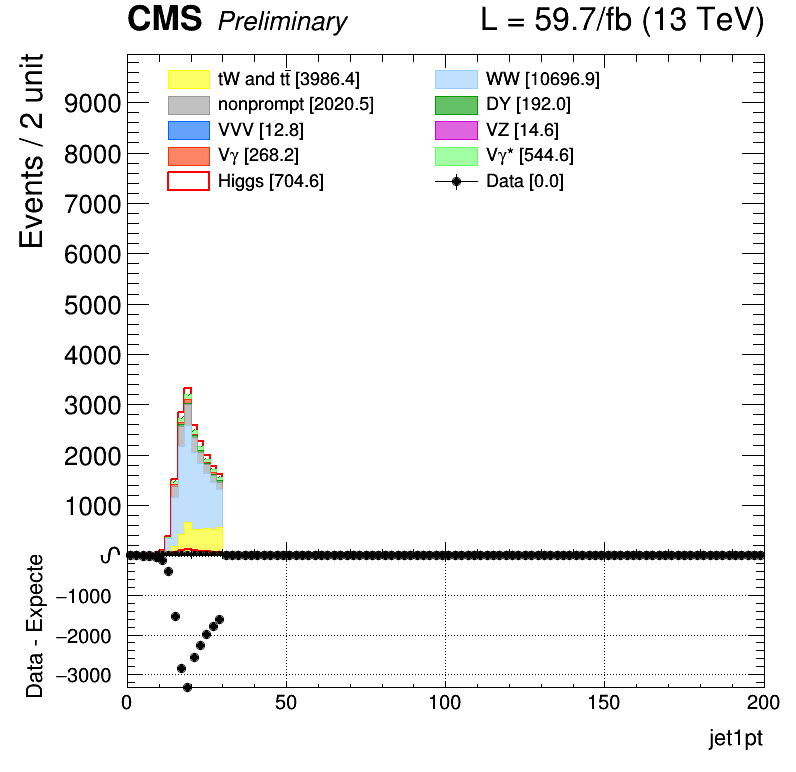 CMS Preliminary L = 59.7/fb (13 TeV)
Events / 2 unit
tW and tt̄ [3986.4] WW [10696.9]
nonprompt [2020.5] DY [192.0]
VVV [12.8] VZ [14.6]
Vγ [268.2] Vγ* [544.6]
Higgs [704.6] Data [0.0]
9000
8000
7000
6000
5000
4000
3000
2000
1000
0
Data - Expecte
−1000
−2000
−3000
0 50 100 150 200
jet1pt